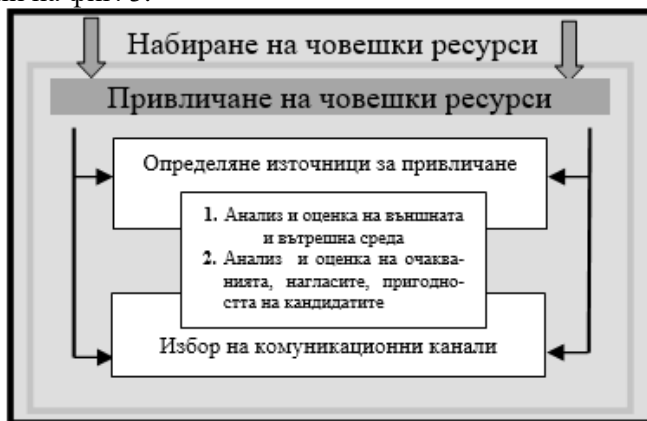 Набиране на човешки ресурси
Привличане на човешки ресурси
Определяне източници за привличане
1. Анализ и оценка на външната
и вътрешна среда
2. Анализ и оценка на очаква-
нията, нагласите, пригодно-
стта на кандидатите
Избор на комуникационни канали